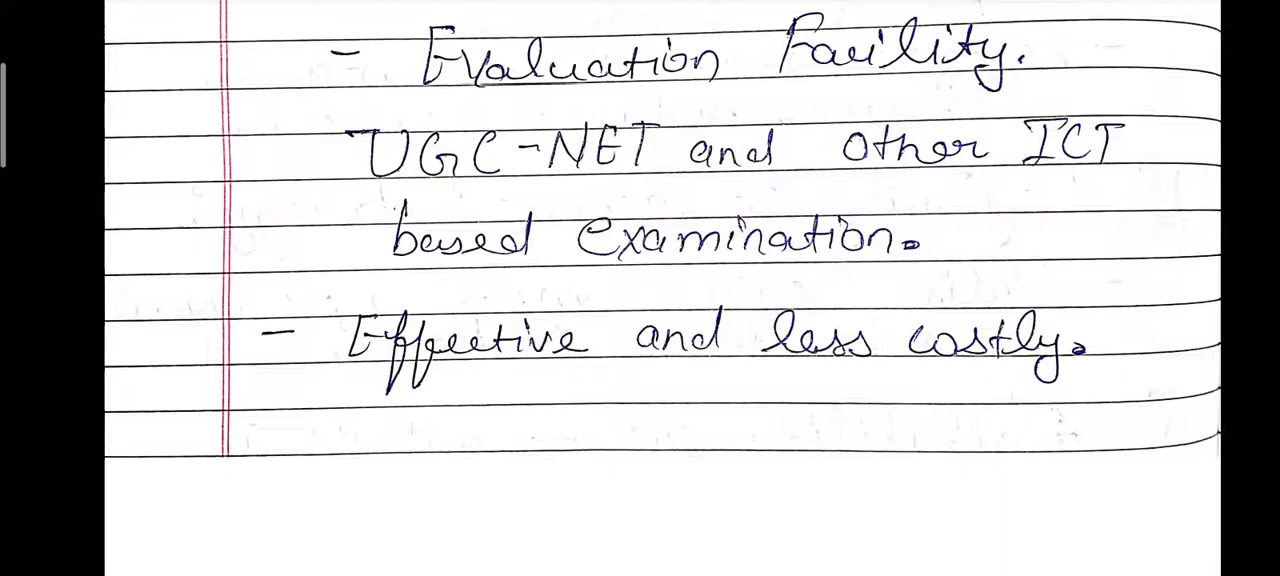 - Evaluation Facility.
UGC-NET and other ICT
based examination.
- Effective and less costly.